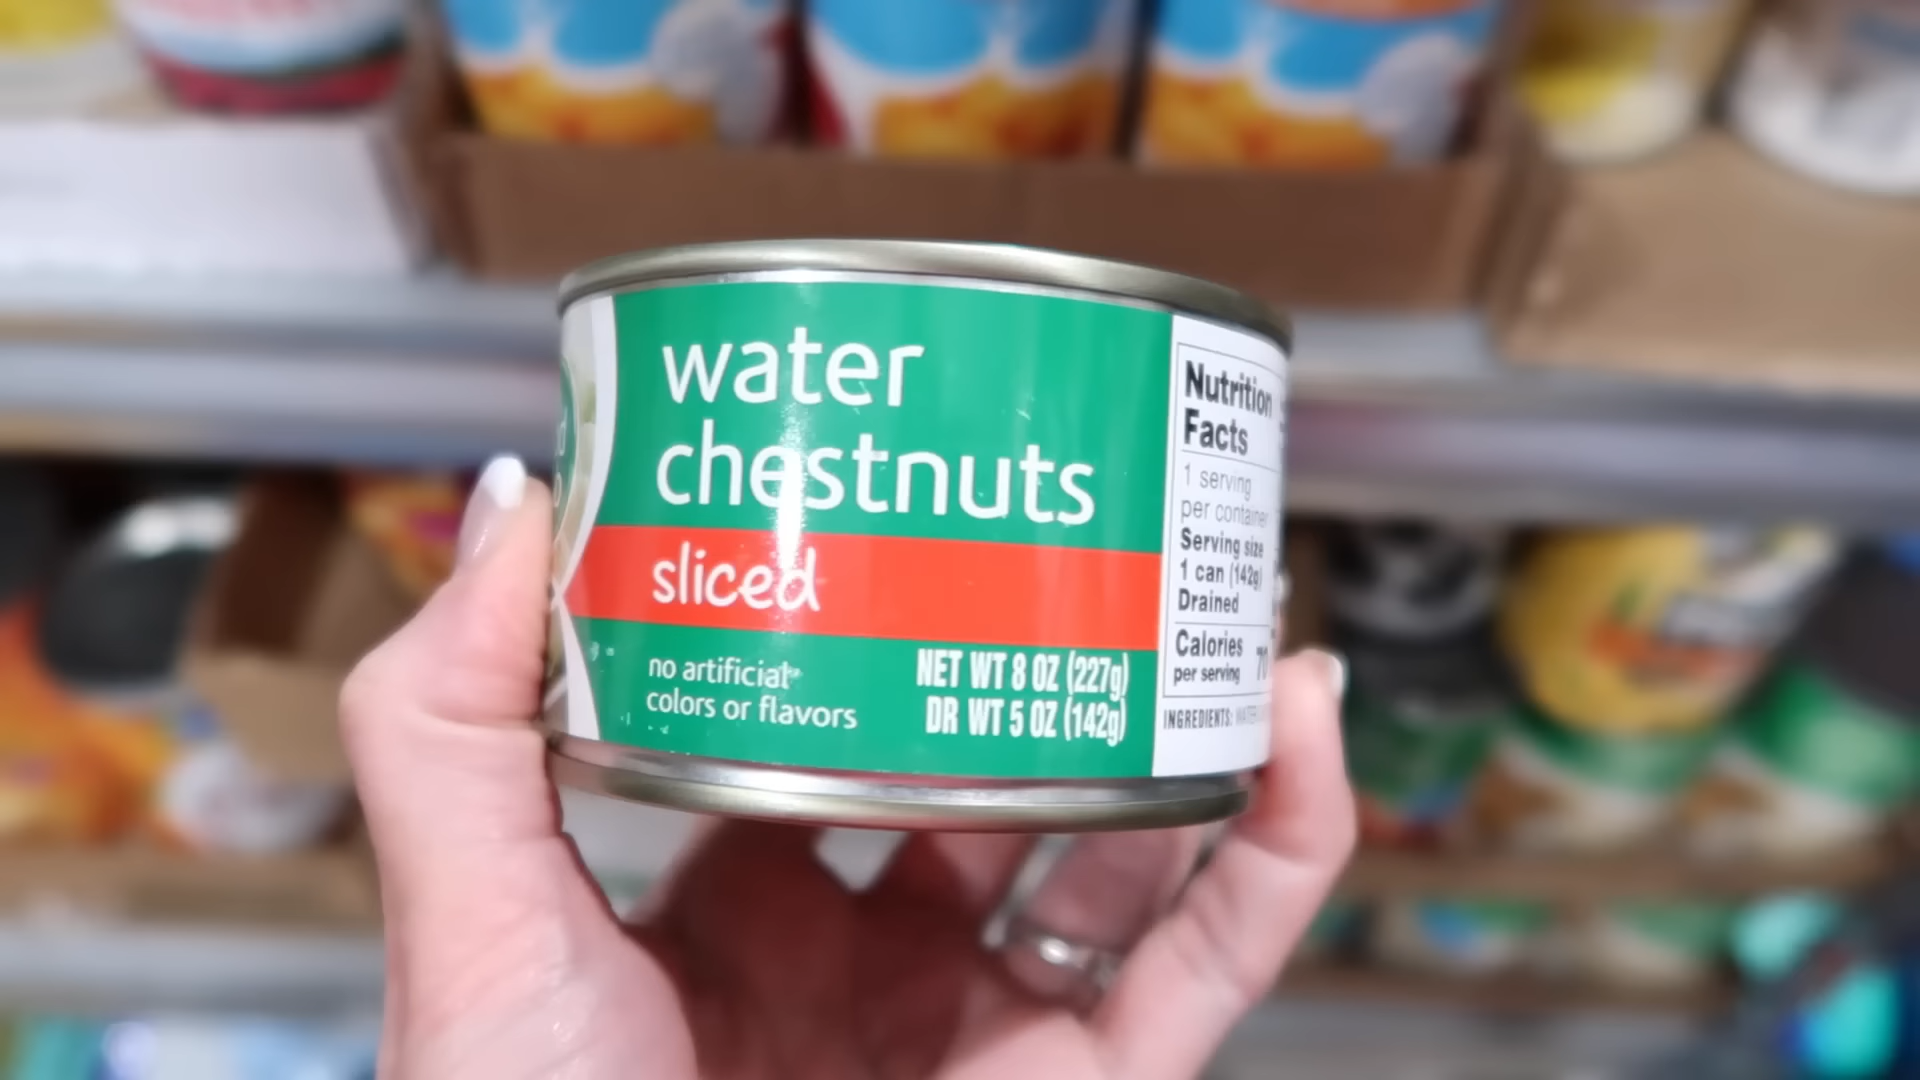 water
chestnuts
sliced
no artificial
colors or flavors
NET WT 8 OZ (227g)
DR WT 5 OZ (142g)
Nutrition
Facts
1 serving
per container
Serving size
1 can (142g)
Drained
Calories
per serving 70
INGREDIENTS: